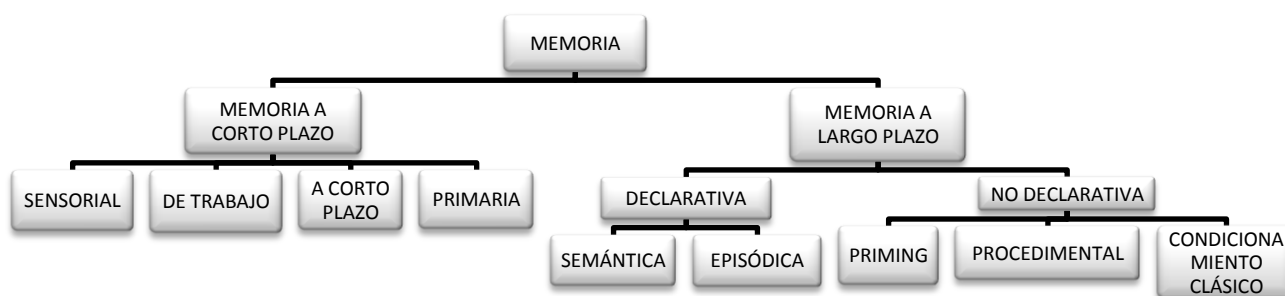 MEMORIA
MEMORIA A
CORTO PLAZO
MEMORIA A
LARGO PLAZO
SENSORIAL
DE TRABAJO
A CORTO
PLAZO
PRIMARIA
DECLARATIVA
NO DECLARATIVA
SEMÁNTICA
EPISÓDICA
PRIMING
PROCEDIMENTAL
CONDICIONA
MIENTO
CLÁSICO